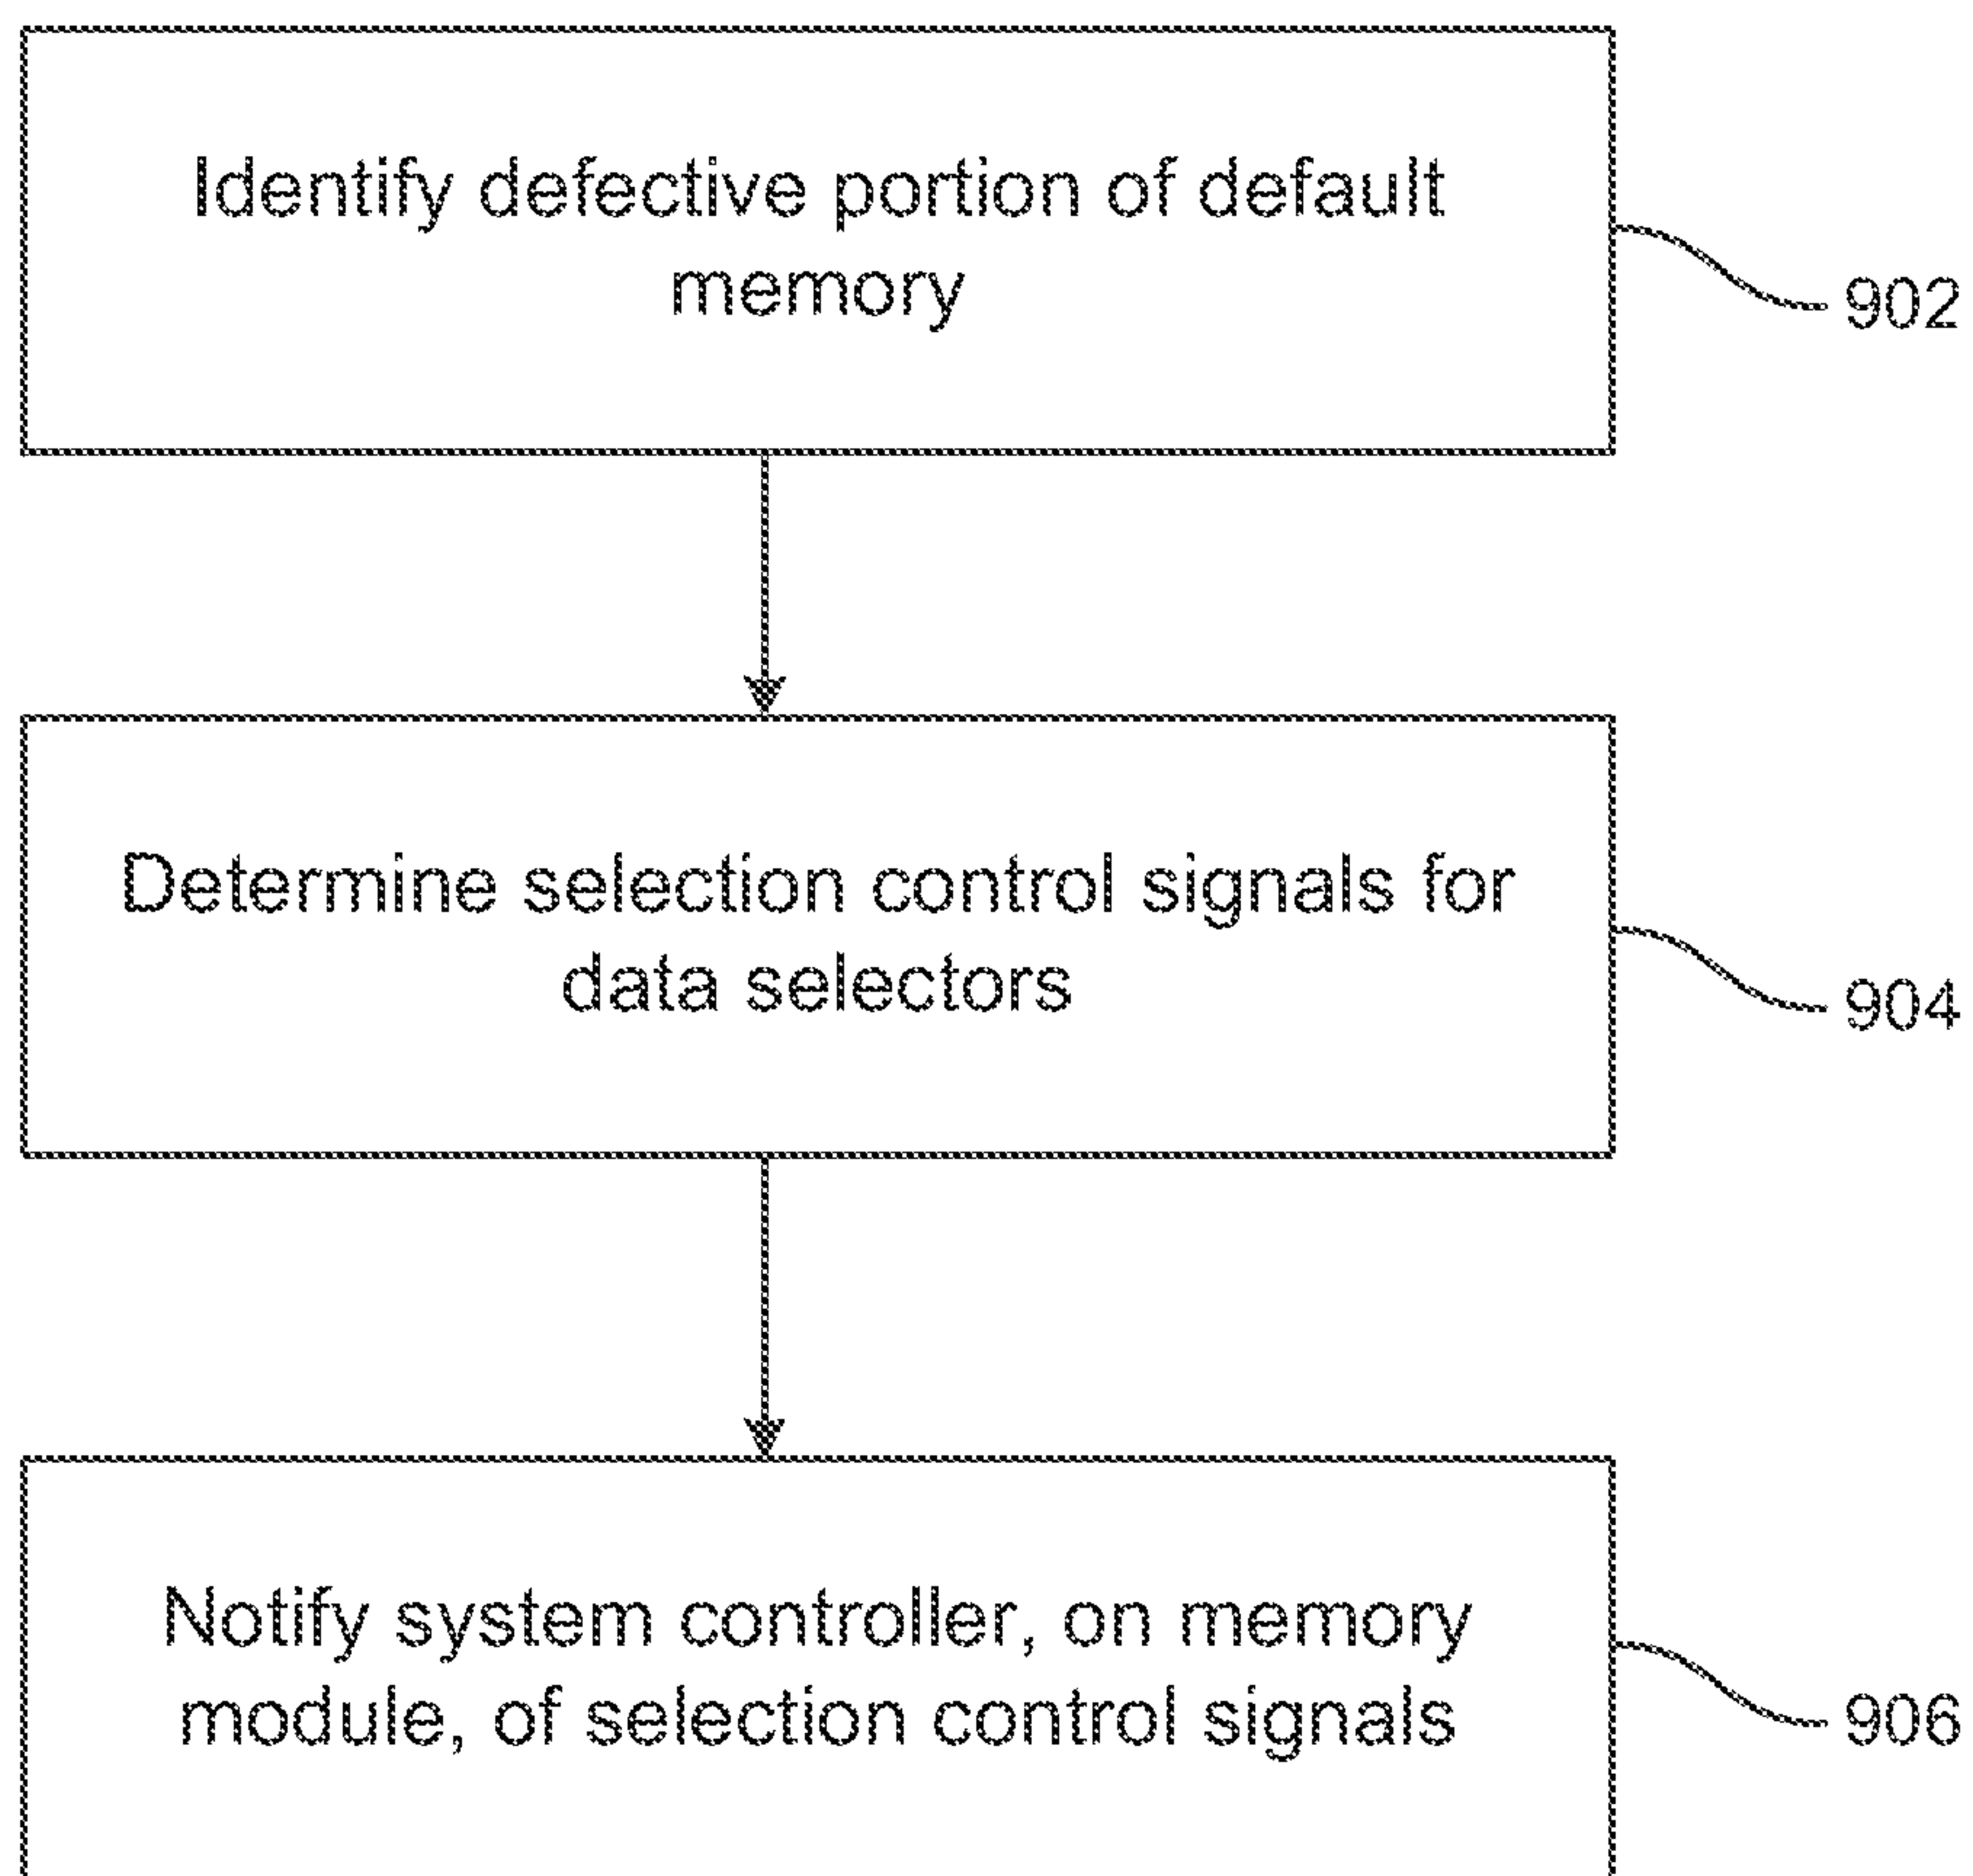 Identify defective portion of default
memory
902
Determine selection control signals for
data selectors
904
Notify system controller, on memory
module, of selection control signals
906